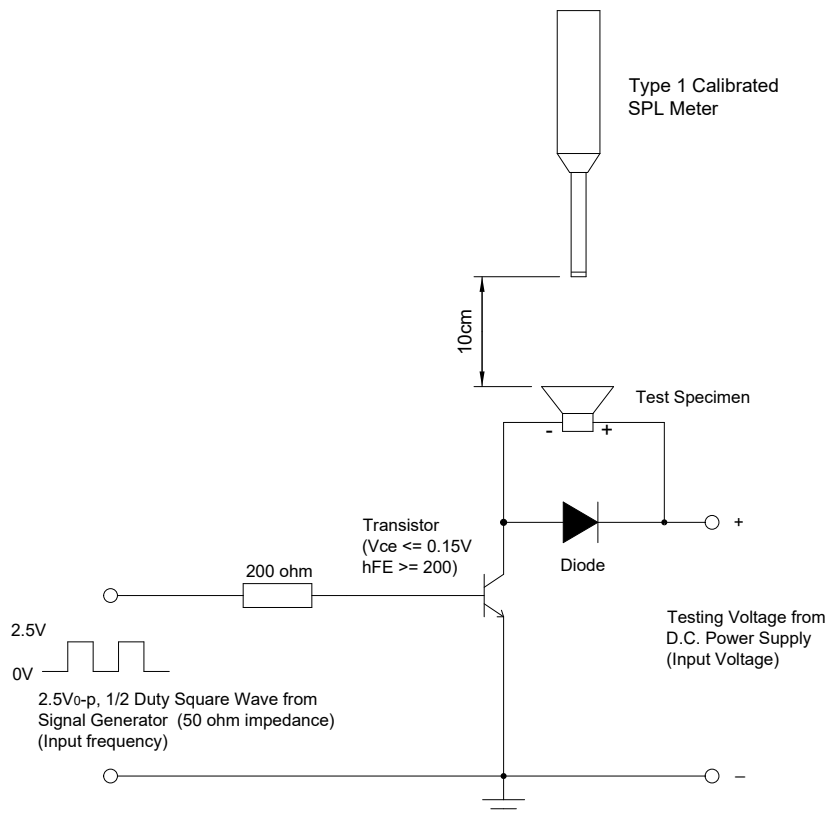 Type 1 Calibrated
SPL Meter
10cm
Test Specimen
- +
Transistor
(Vce <= 0.15V
hFE >= 200)
+
Diode
200 ohm
Testing Voltage from
D.C. Power Supply
(Input Voltage)
2.5V
0V
2.5V0-p, 1/2 Duty Square Wave from
Signal Generator (50 ohm impedance)
(Input frequency)
–